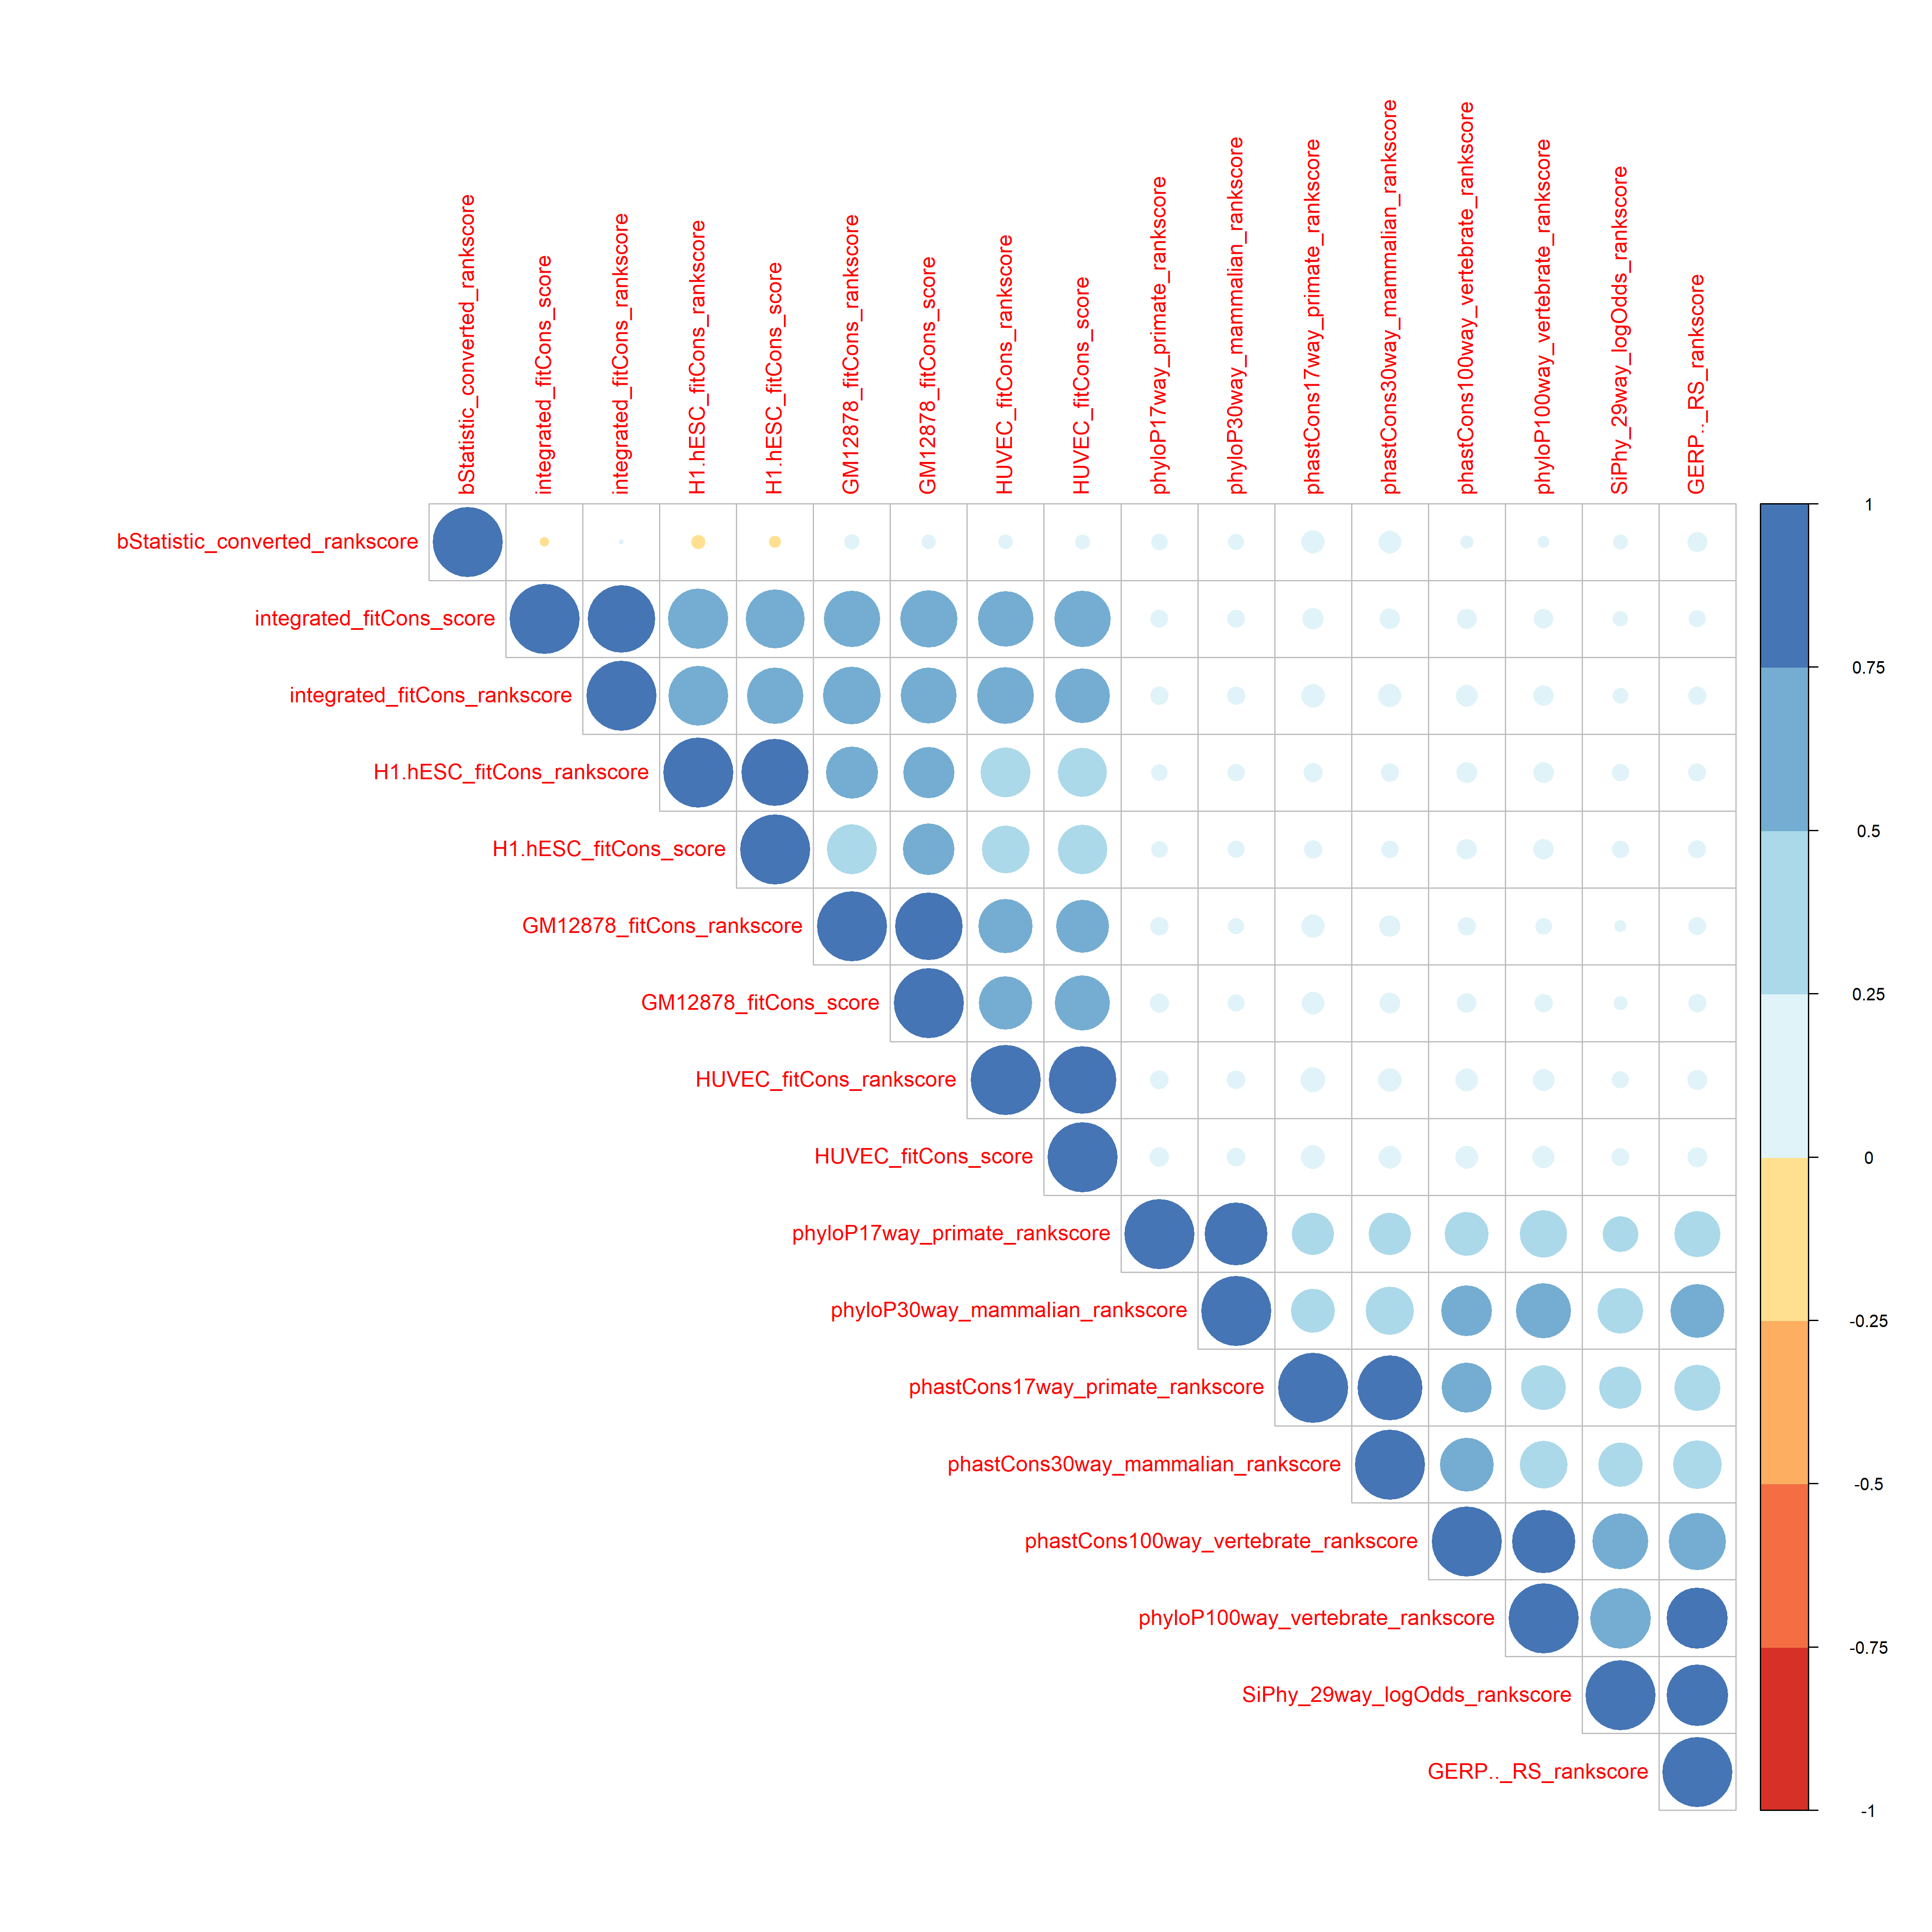 bStatistic_converted_rankscore
integrated_fitCons_score
integrated_fitCons_rankscore
H1.hESC_fitCons_rankscore
H1.hESC_fitCons_score
GM12878_fitCons_rankscore
GM12878_fitCons_score
HUVEC_fitCons_rankscore
HUVEC_fitCons_score
phyloP17way_primate_rankscore
phyloP30way_mammalian_rankscore
phastCons17way_primate_rankscore
phastCons30way_mammalian_rankscore
phastCons100way_vertebrate_rankscore
phyloP100way_vertebrate_rankscore
SiPhy_29way_logOdds_rankscore
GERP.._RS_rankscore
bStatistic_converted_rankscore
integrated_fitCons_score
integrated_fitCons_rankscore
H1.hESC_fitCons_rankscore
H1.hESC_fitCons_score
GM12878_fitCons_rankscore
GM12878_fitCons_score
HUVEC_fitCons_rankscore
HUVEC_fitCons_score
phyloP17way_primate_rankscore
phyloP30way_mammalian_rankscore
phastCons17way_primate_rankscore
phastCons30way_mammalian_rankscore
phastCons100way_vertebrate_rankscore
phyloP100way_vertebrate_rankscore
SiPhy_29way_logOdds_rankscore
GERP.._RS_rankscore
1
0.75
0.5
0.25
0
-0.25
-0.5
-0.75
-1